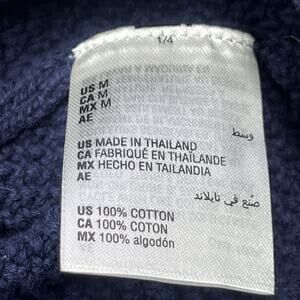 1/4
US M
CA M
MX M
AE
وسط
US MADE IN THAILAND
CA FABRIQUÉ EN THAÏLANDE
MX HECHO EN TAILANDIA
AE
صُنع في تايلاند
US 100% COTTON
CA 100% COTON
MX 100% algodón